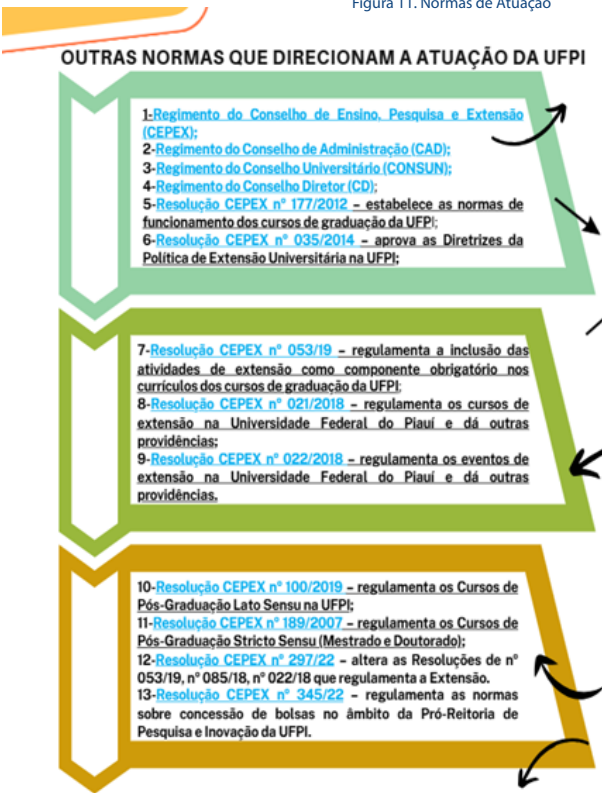 Figura 11. Normas de Atuação
OUTRAS NORMAS QUE DIRECIONAM A ATUAÇÃO DA UFPI
1-Regimento do Conselho de Ensino, Pesquisa e Extensão
(CEPEX);
2-Regimento do Conselho de Administração (CAD);
3-Regimento do Conselho Universitário (CONSUN);
4-Regimento do Conselho Diretor (CD);
5-Resolução CEPEX nº 177/2012 – estabelece as normas de
funcionamento dos cursos de graduação da UFPI;
6-Resolução CEPEX nº 035/2014 – aprova as Diretrizes da
Política de Extensão Universitária na UFPI;
7-Resolução CEPEX nº 053/19 – regulamenta a inclusão das
atividades de extensão como componente obrigatório nos
currículos dos cursos de graduação da UFPI:
8-Resolução CEPEX nº 021/2018 – regulamenta os cursos de
extensão na Universidade Federal do Piauí e dá outras
providências;
9-Resolução CEPEX nº 022/2018 – regulamenta os eventos de
extensão na Universidade Federal do Piauí e dá outras
providências.
10-Resolução CEPEX nº 100/2019 – regulamenta os Cursos de
Pós-Graduação Lato Sensu na UFPI;
11-Resolução CEPEX nº 189/2007 – regulamenta os Cursos de
Pós-Graduação Stricto Sensu (Mestrado e Doutorado);
12-Resolução CEPEX nº 297/22 – altera as Resoluções de nº
053/19, nº 085/18, nº 022/18 que regulamenta a Extensão.
13-Resolução CEPEX nº 345/22 – regulamenta as normas
sobre concessão de bolsas no âmbito da Pró-Reitoria de
Pesquisa e Inovação da UFPI.